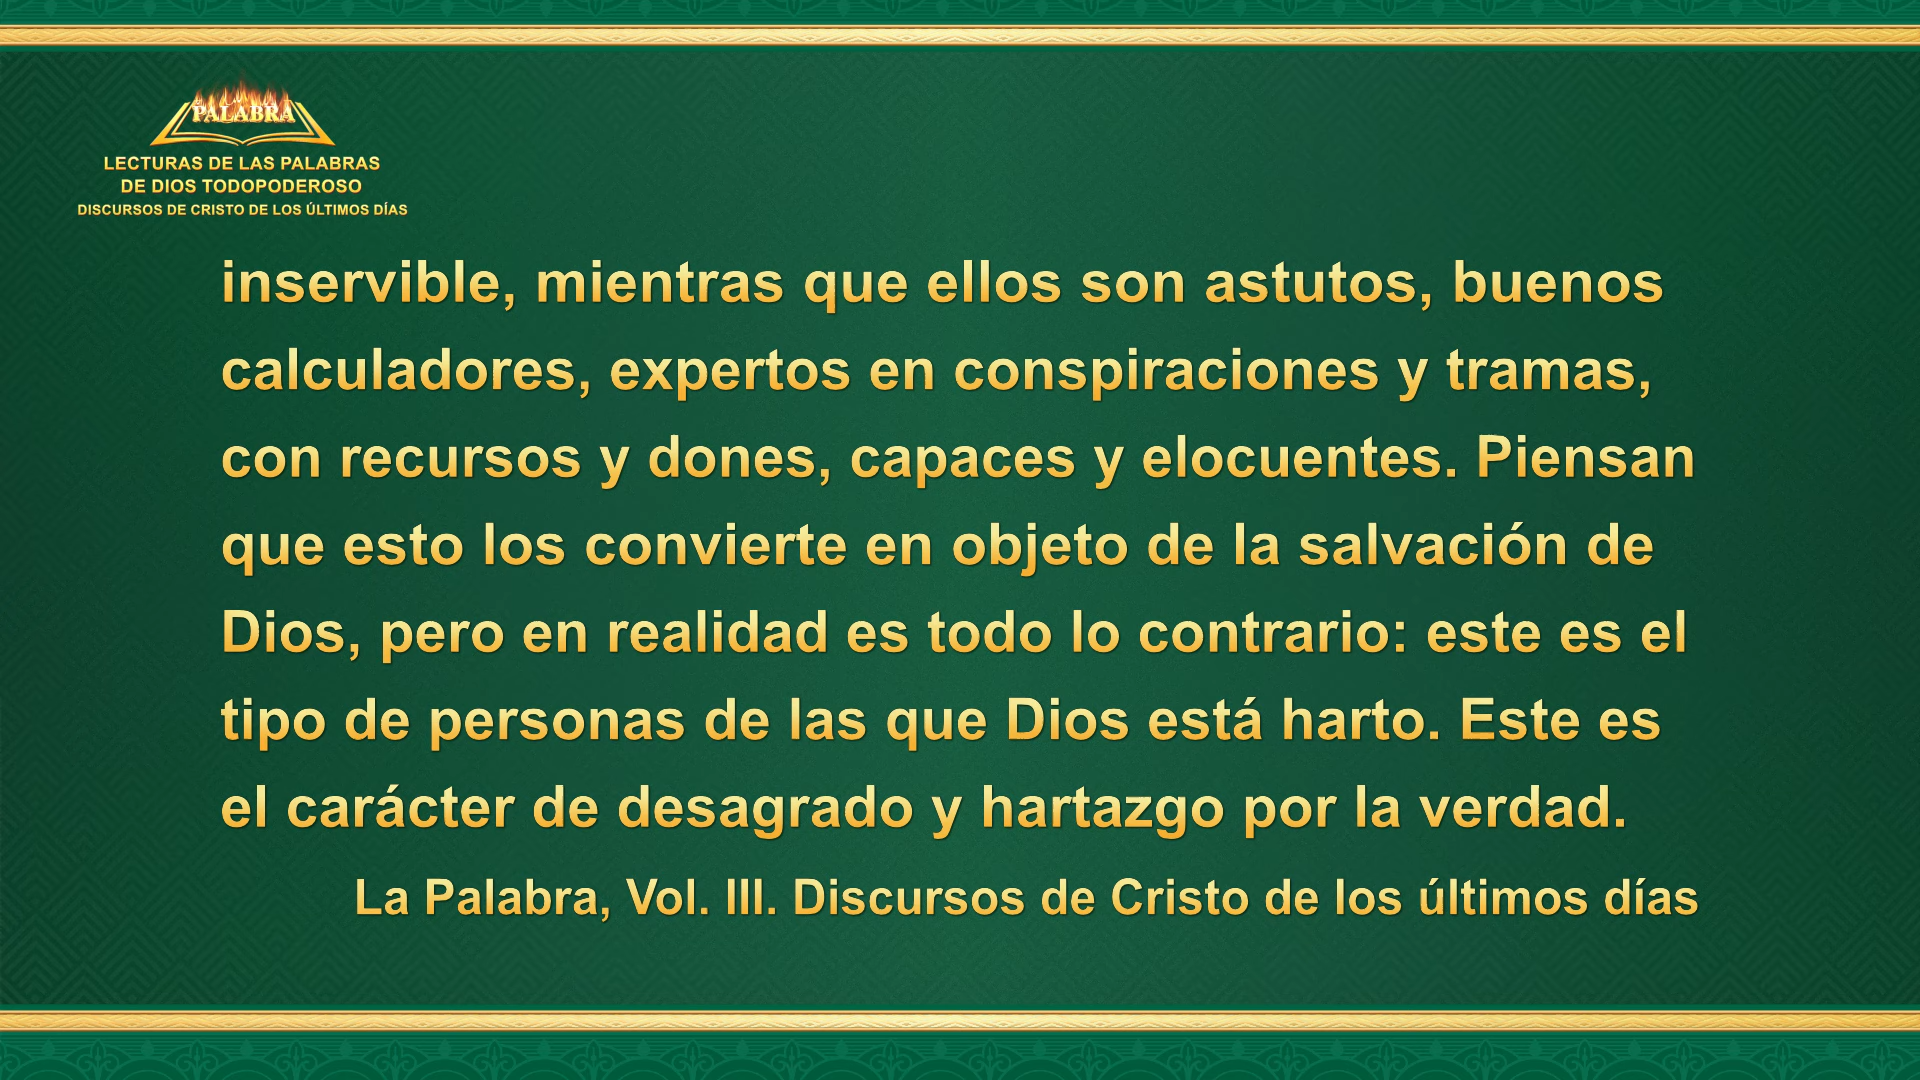 PALABRA
LECTURAS DE LAS PALABRAS
DE DIOS TODOPODEROSO
DISCURSOS DE CRISTO DE LOS ÚLTIMOS DÍAS
inservible, mientras que ellos son astutos, buenos
calculadores, expertos en conspiraciones y tramas,
con recursos y dones, capaces y elocuentes. Piensan
que esto los convierte en objeto de la salvación de
Dios, pero en realidad es todo lo contrario: este es el
tipo de personas de las que Dios está harto. Este es
el carácter de desagrado y hartazgo por la verdad.
La Palabra, Vol. III. Discursos de Cristo de los últimos días